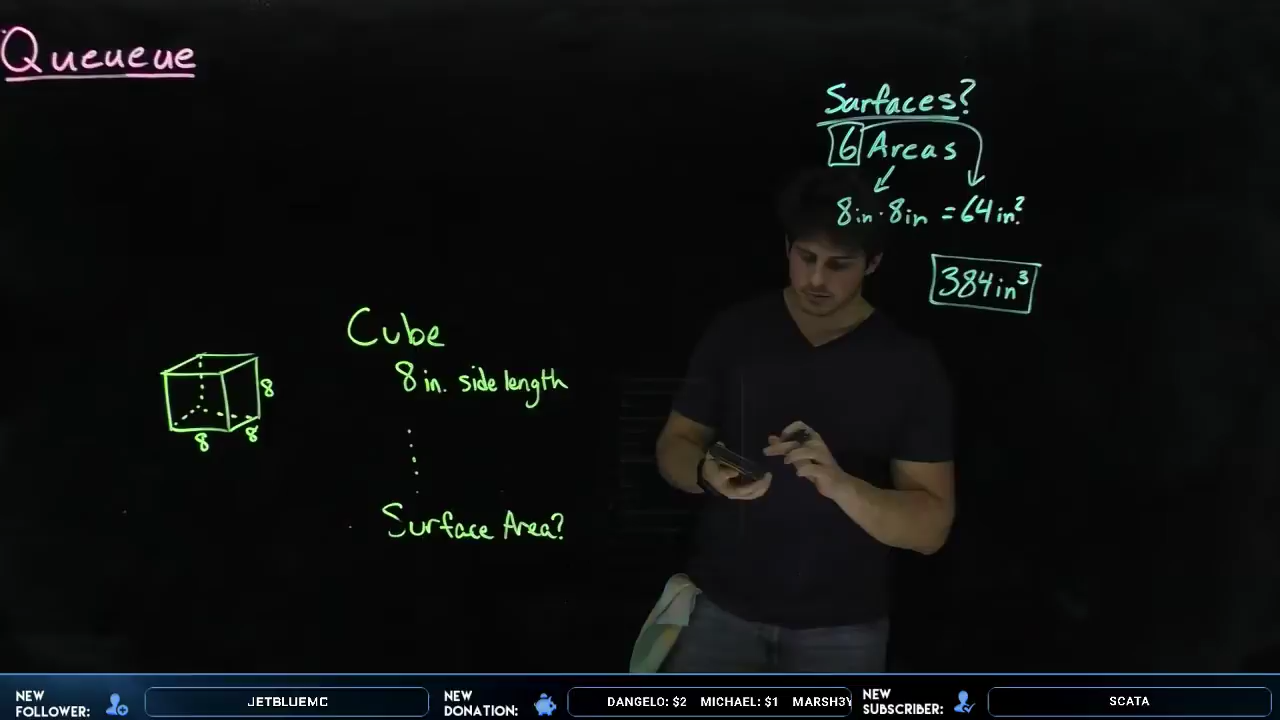 Queueue
Surfaces?
6 Areas
8in · 8in = 64in²
384in³
Cube
8 in. side length
8
8
8
Surface Area?
NEW FOLLOWER:
JETBLUEMC
NEW DONATION:
DANGELO: $2 MICHAEL: $1 MARSH3Y
NEW SUBSCRIBER:
SCATA